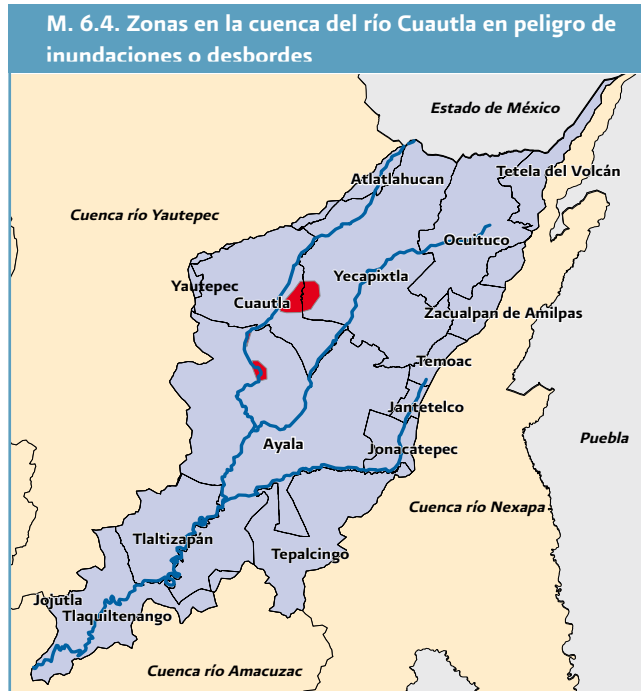 M. 6.4. Zonas en la cuenca del río Cuautla en peligro de
inundaciones o desbordes
Estado de México
Tetela del Volcán
Atlatlahucan
Cuenca río Yautepec
Ocuituco
Yecapixtla
Yautepec
Cuautla
Zacualpan de Amilpas
Temoac
Jantetelco
Puebla
Ayala
Jonacatepec
Cuenca río Nexapa
Tlaltizapán
Tepalcingo
Jojutla
Tlaquiltenango
Cuenca río Amacuzac